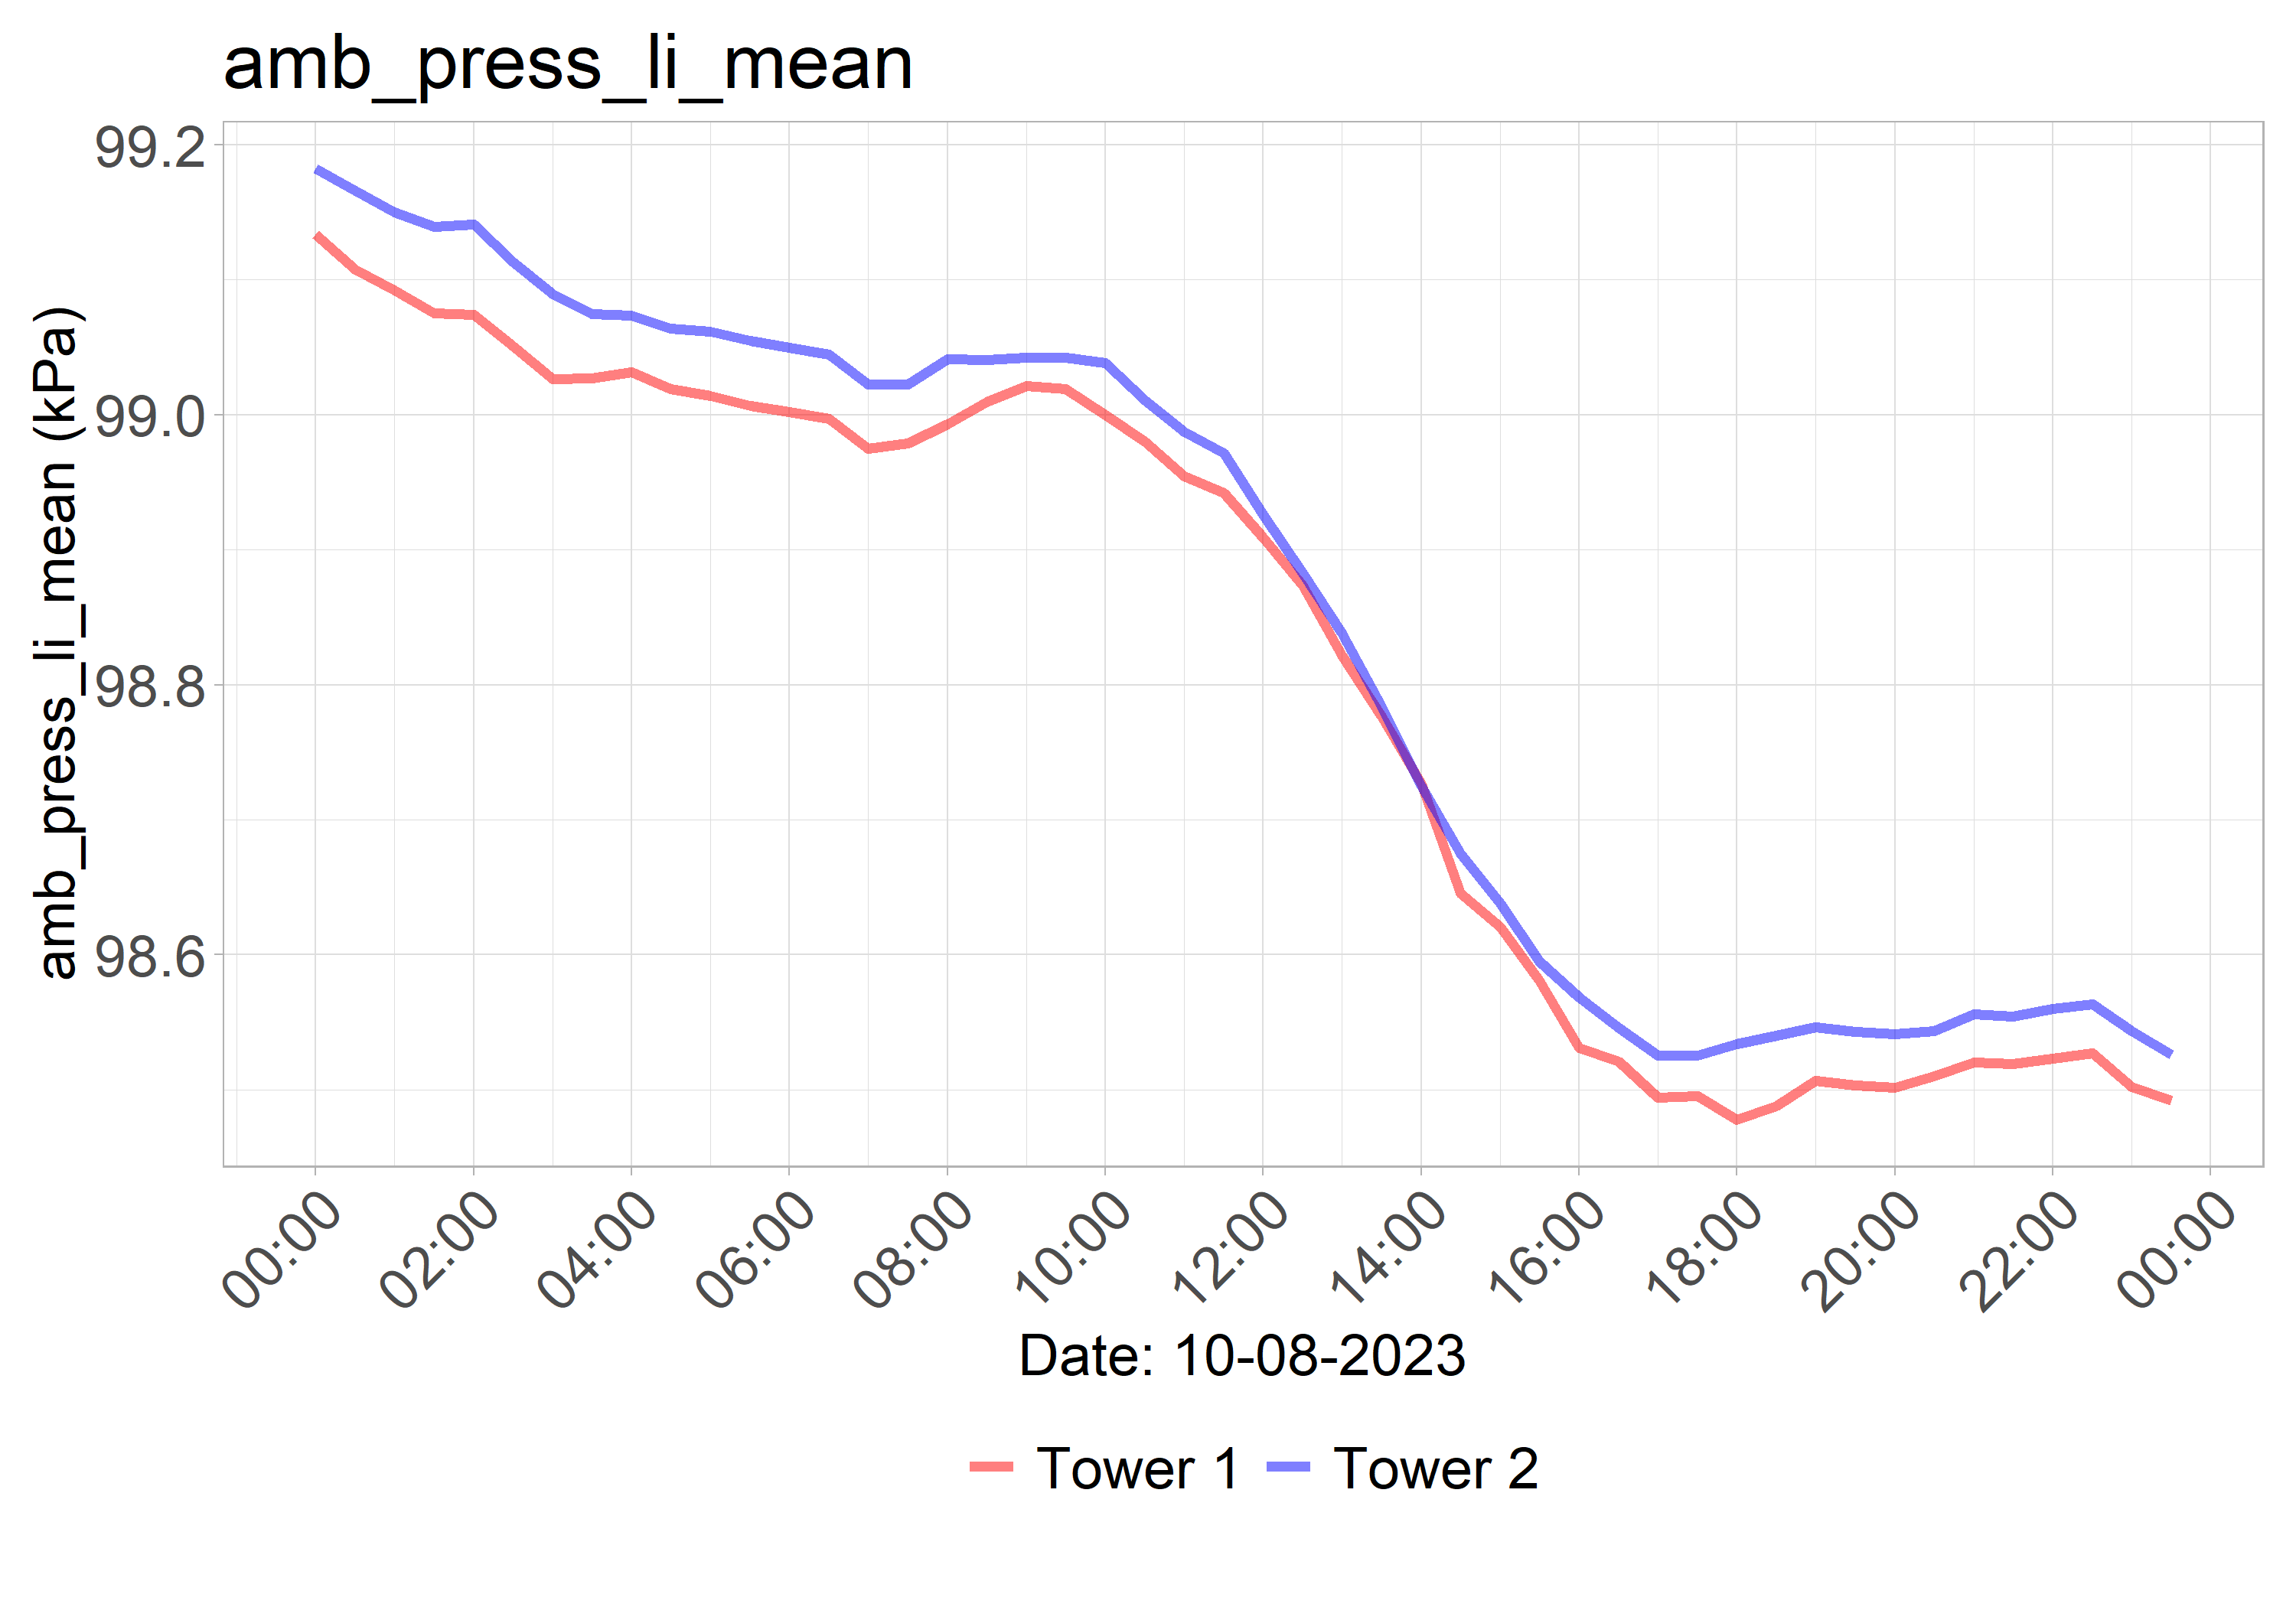 amb_press_li_mean
amb_press_li_mean (kPa)
99.2
99.0
98.8
98.6
00:00 02:00 04:00 06:00 08:00 10:00 12:00 14:00 16:00 18:00 20:00 22:00 00:00
Date: 10-08-2023
Tower 1 Tower 2